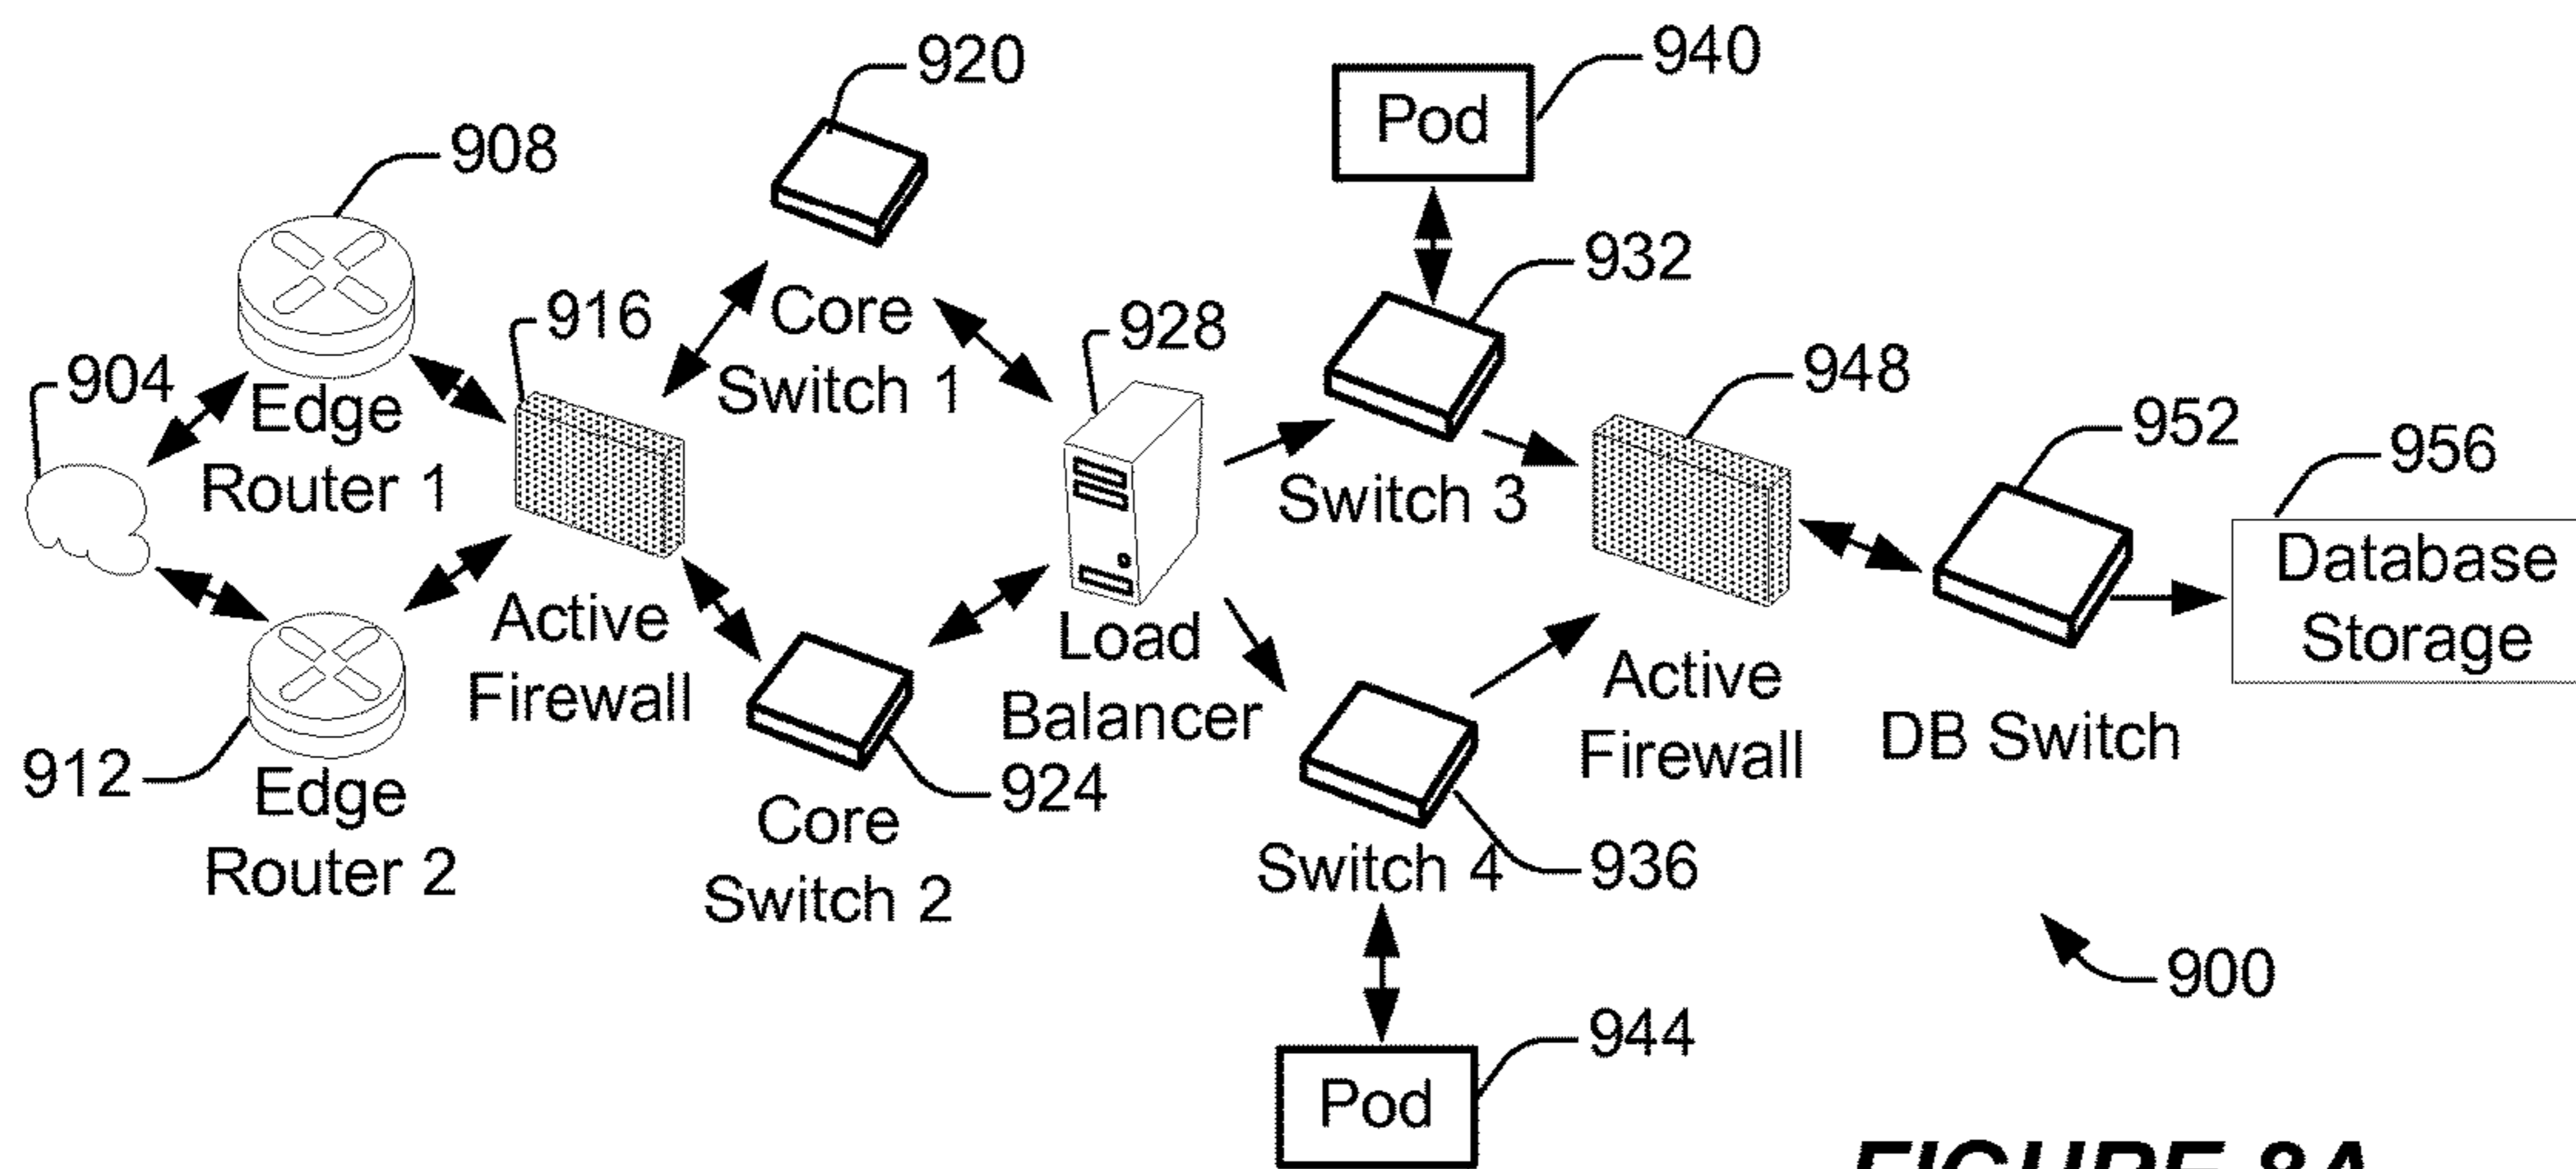 920
940
Pod
908
932
916
Core
Switch 1
928
904
Edge
Router 1
948
952
956
Switch 3
Database
Storage
Active
Firewall
Load
Balancer
Active
Firewall
DB Switch
912
Edge
Router 2
924
Core
Switch 2
Switch 4
936
900
944
Pod
FIGURE 8A